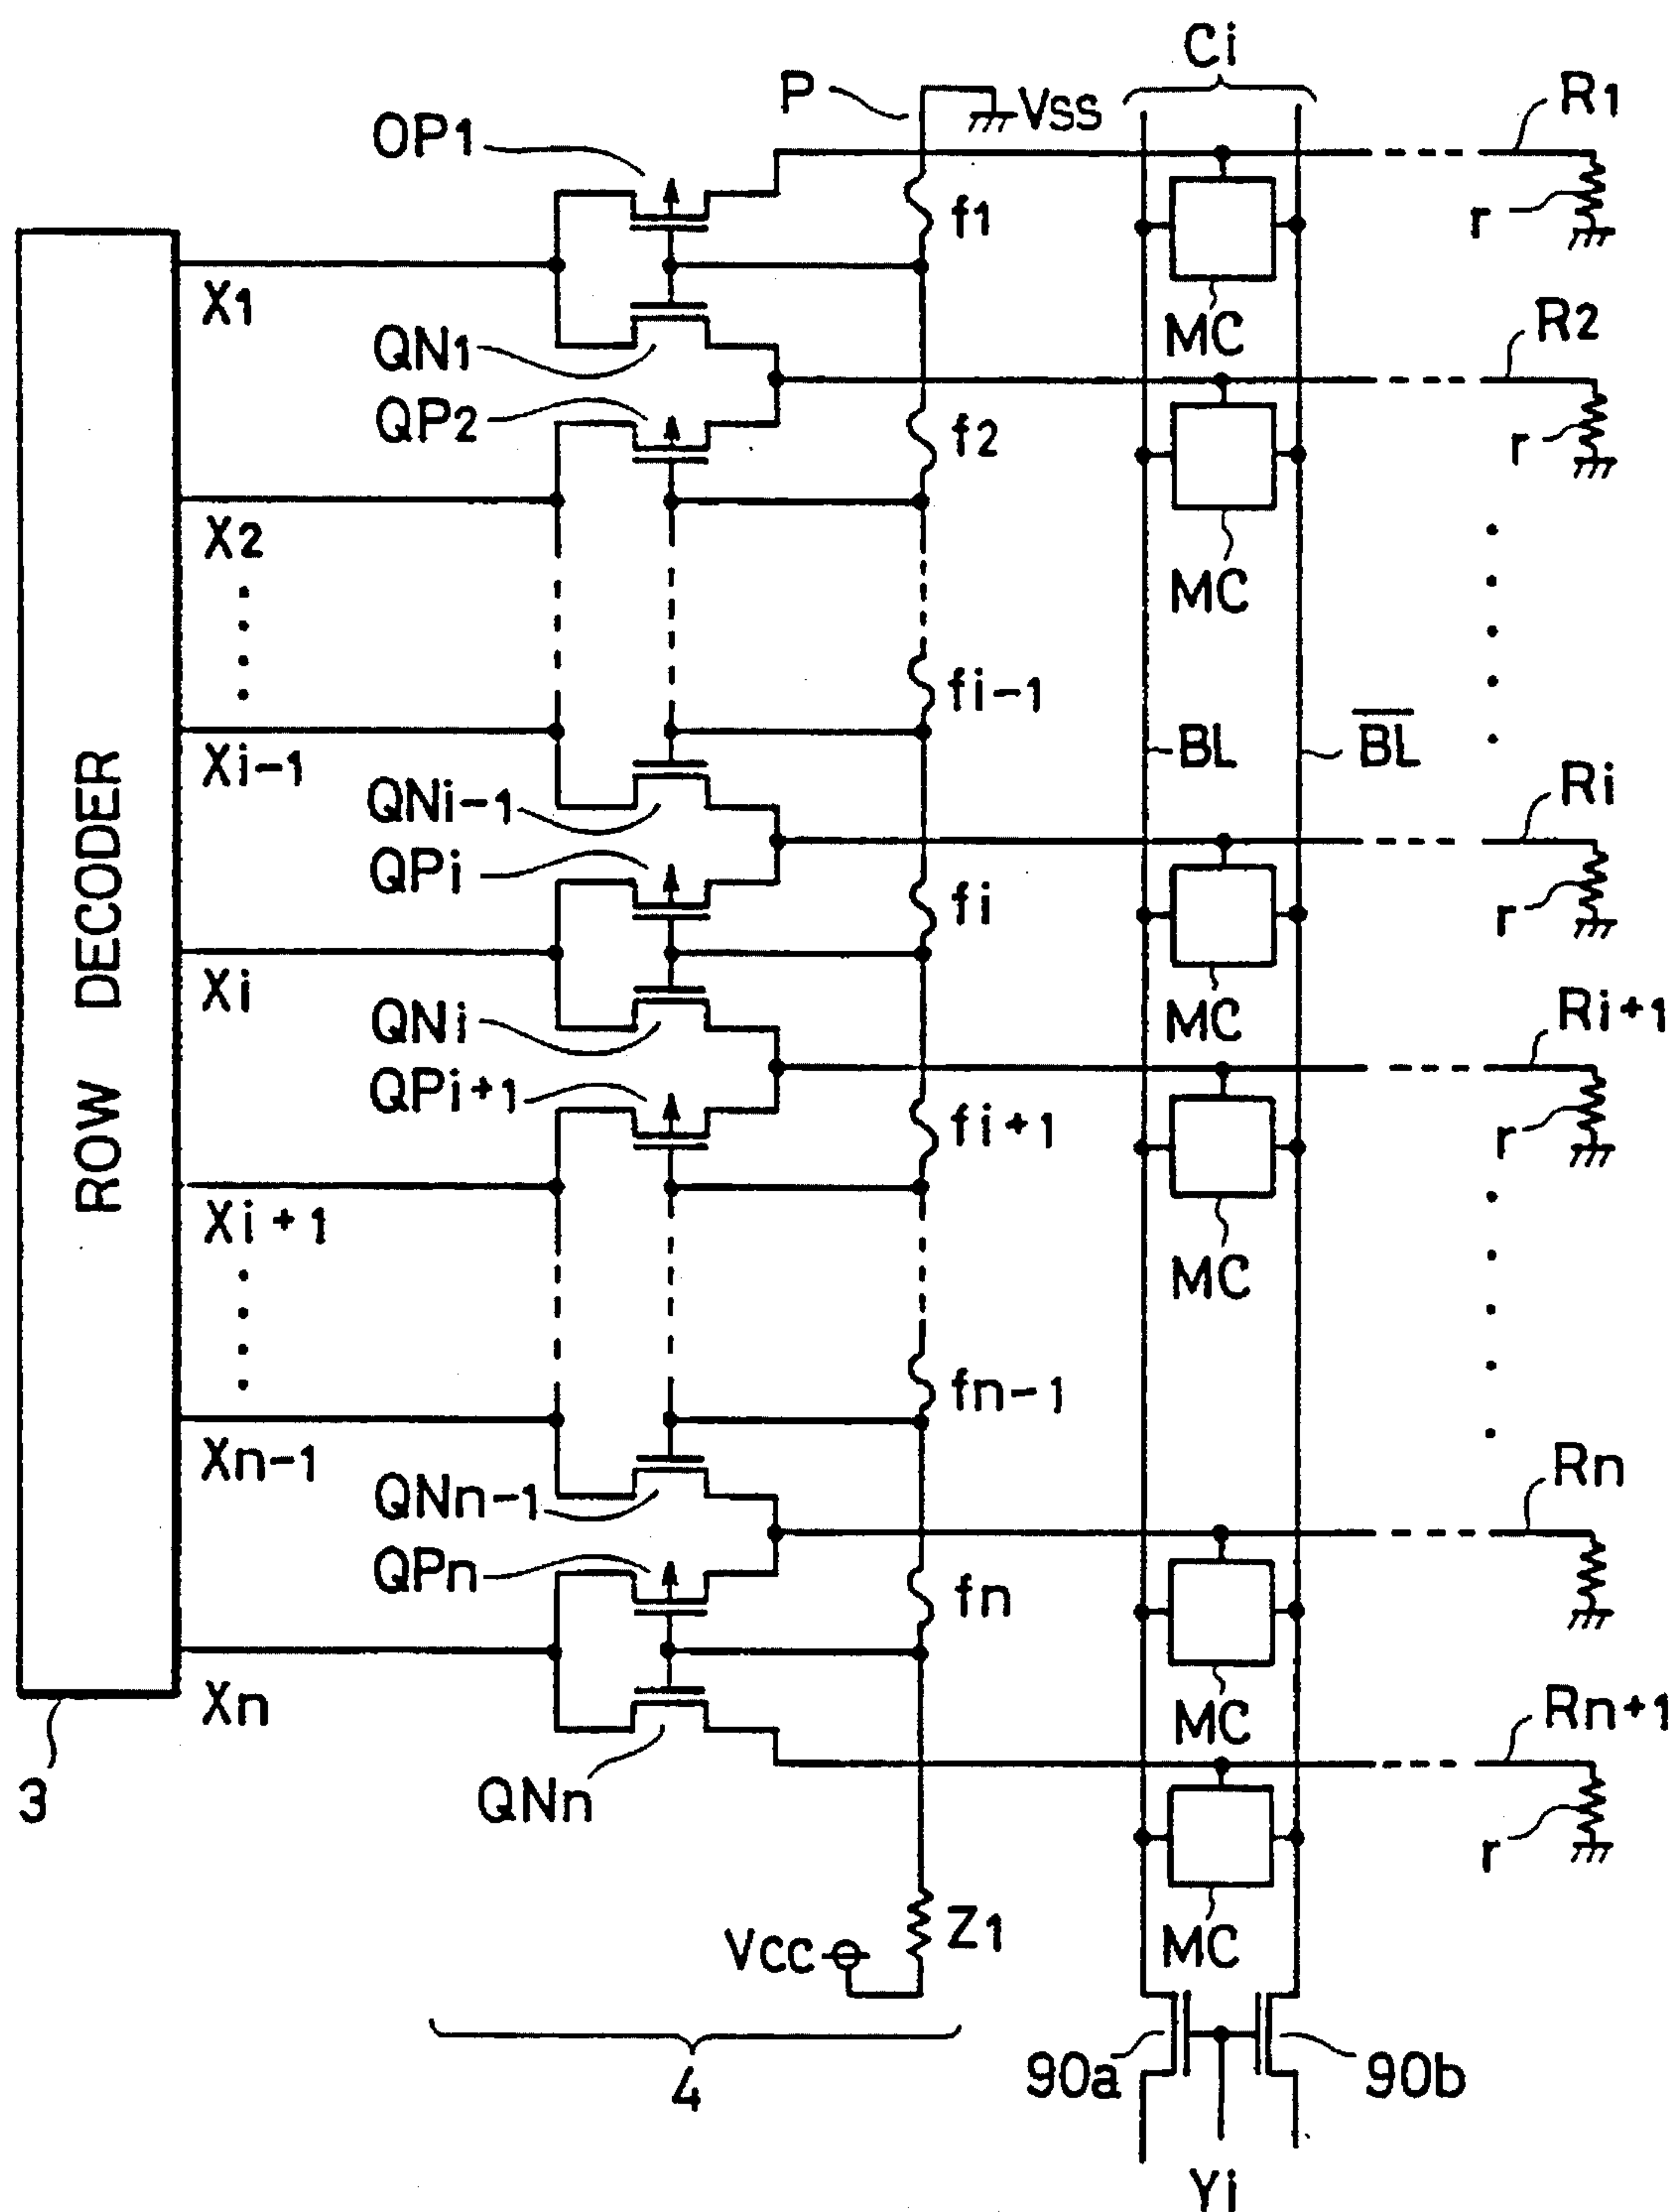 Ci
P
VSS
R1
OP1
f1
r
X1
MC
R2
QN1
QP2
f2
r
X2
MC
fi-1
BL
BL
Xi-1
Ri
QNi-1
QPi
fi
r
Xi
MC
Ri+1
QNi
QPi+1
fi+1
r
Xi+1
MC
ROW DECODER
fn-1
Xn-1
Rn
QNn-1
QPn
fn
Xn
MC
Rn+1
3
QNn
r
Z1
VCC
MC
90a
90b
4
Yi